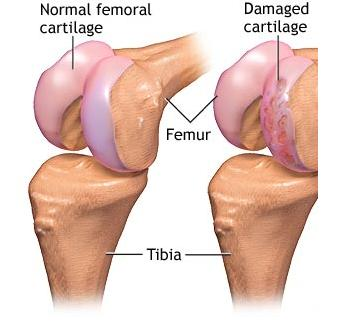 Normal femoral
cartilage
Damaged
cartilage
Femur
Tibia